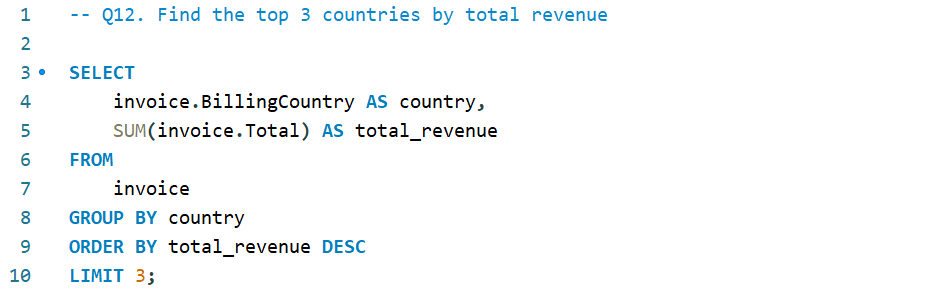 1 -- Q12. Find the top 3 countries by total revenue
2
3 SELECT
4 invoice.BillingCountry AS country,
5 SUM(invoice.Total) AS total_revenue
6 FROM
7 invoice
8 GROUP BY country
9 ORDER BY total_revenue DESC
10 LIMIT 3;